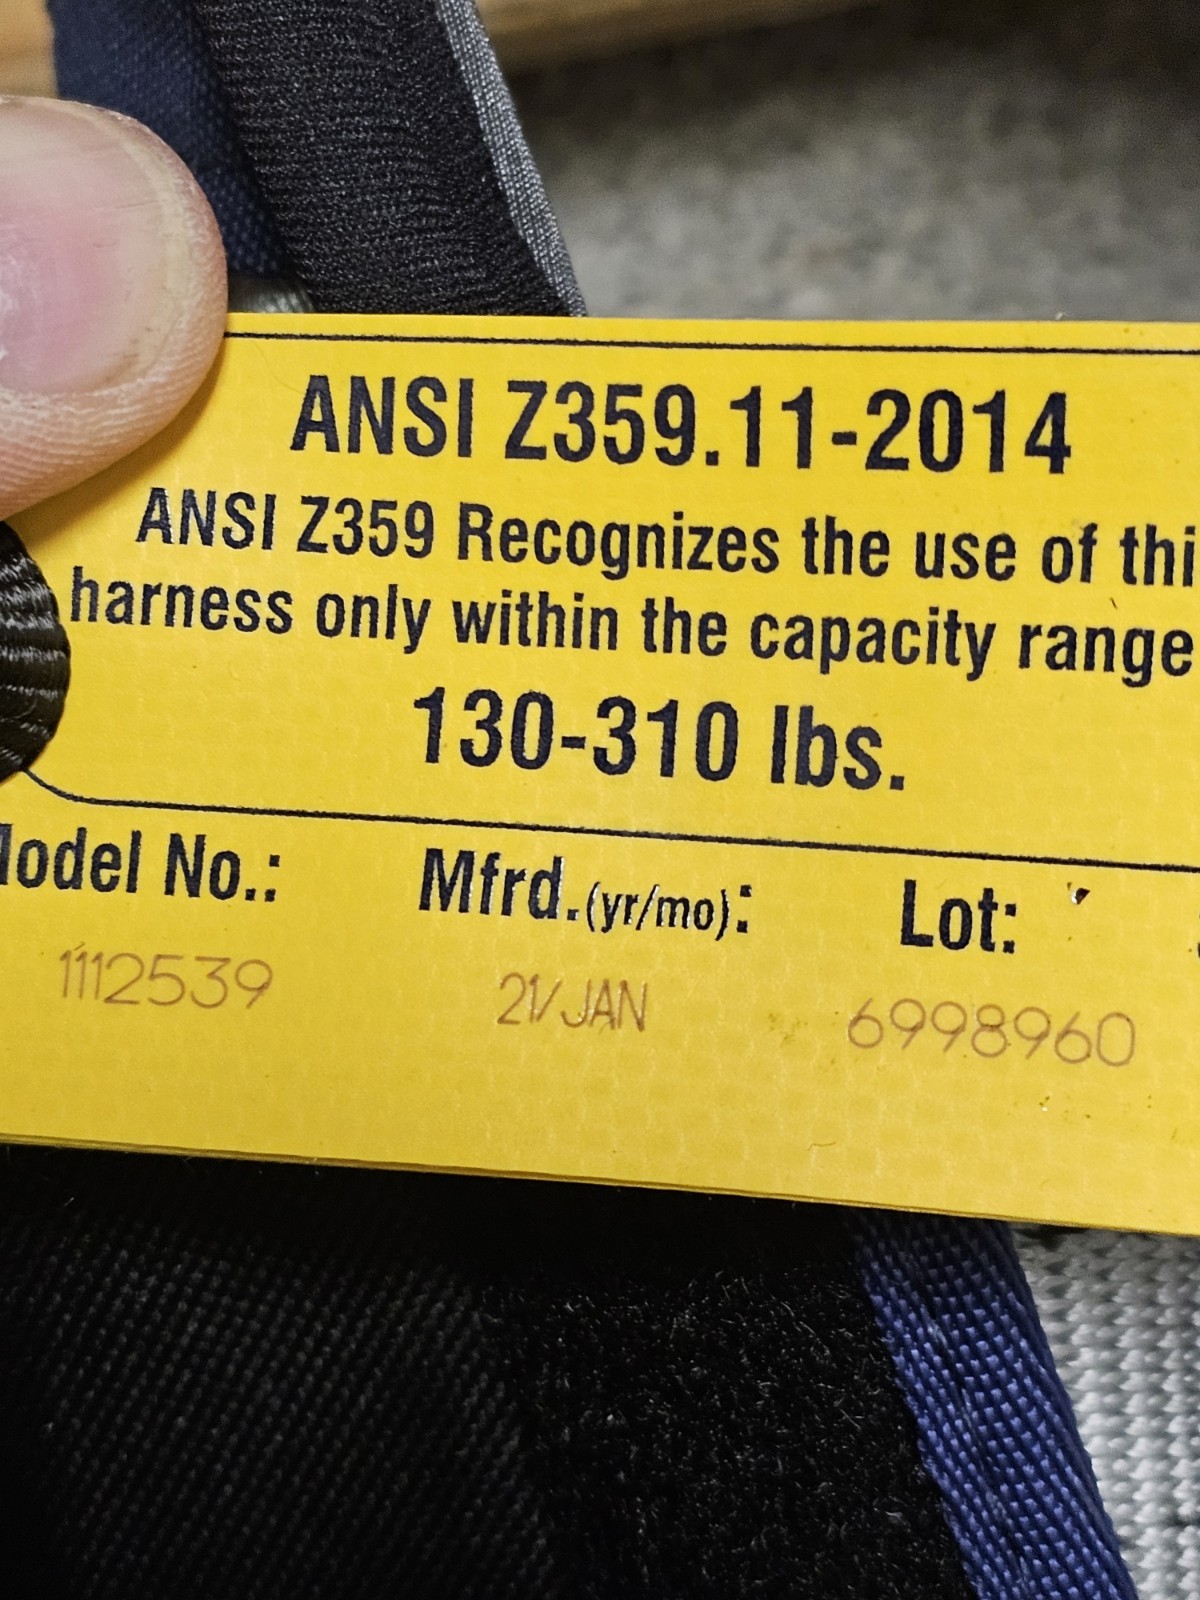 ANSI Z359.11-2014
ANSI Z359 Recognizes the use of thi
harness only within the capacity range
130-310 lbs.
Model No.: Mfrd.(yr/mo): Lot:
1112539 21/JAN 6998960